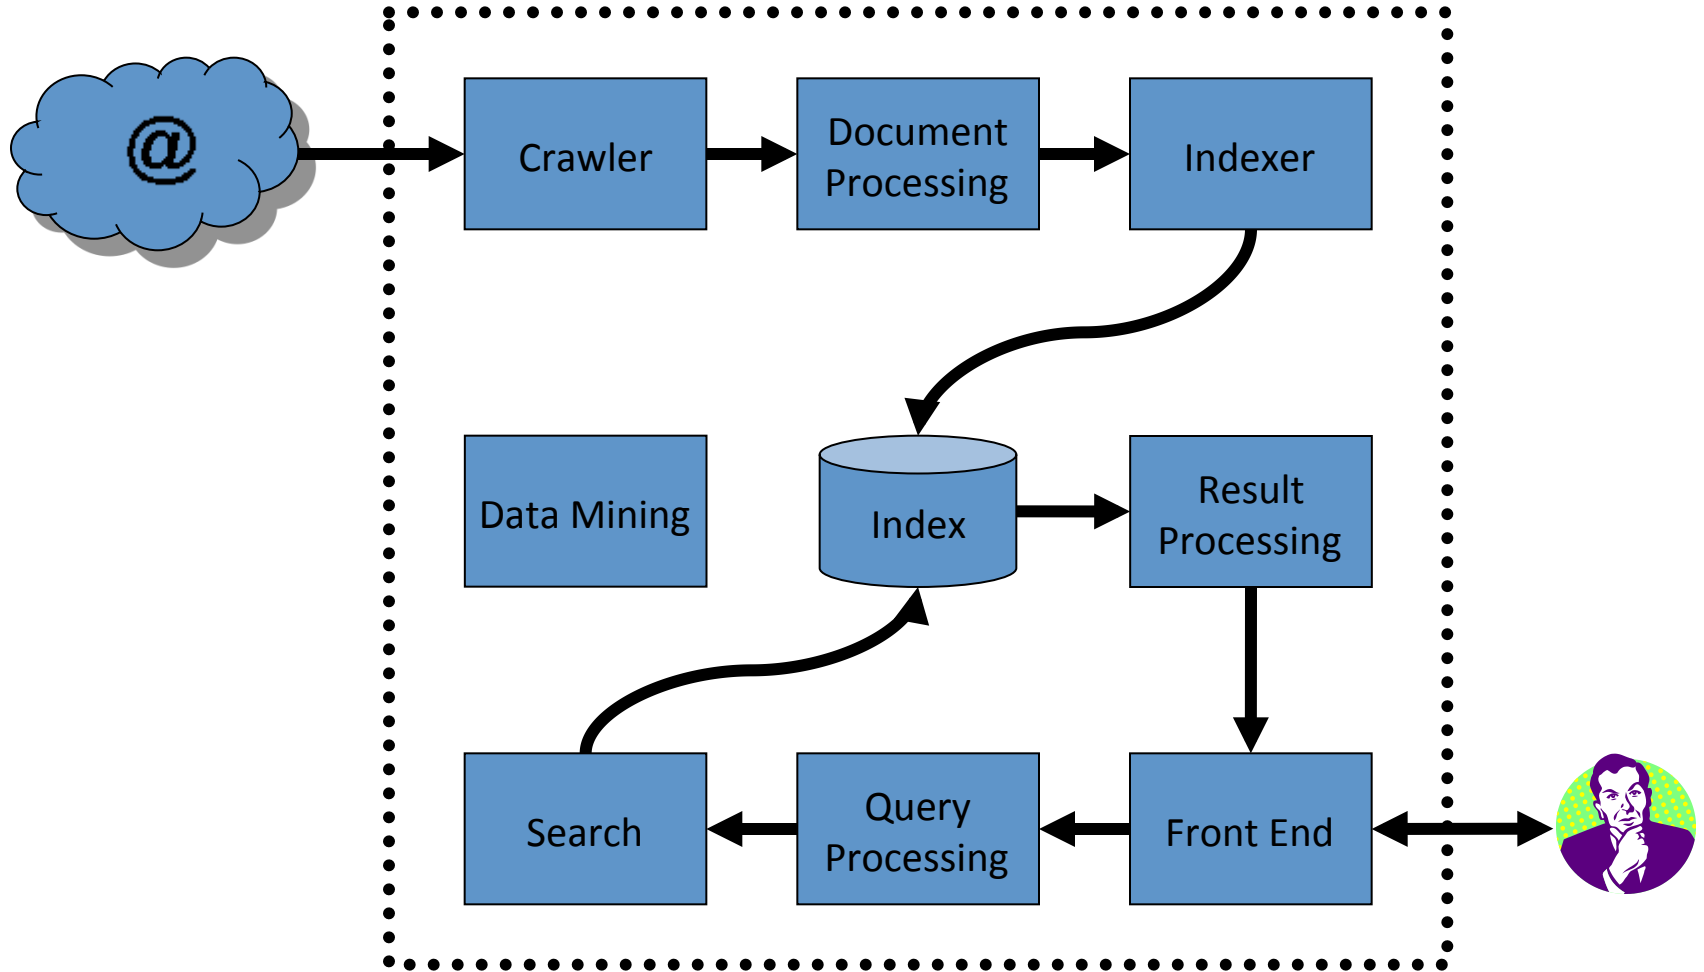 @
Crawler
Document
Processing
Indexer
Data Mining
Index
Result
Processing
Search
Query
Processing
Front End